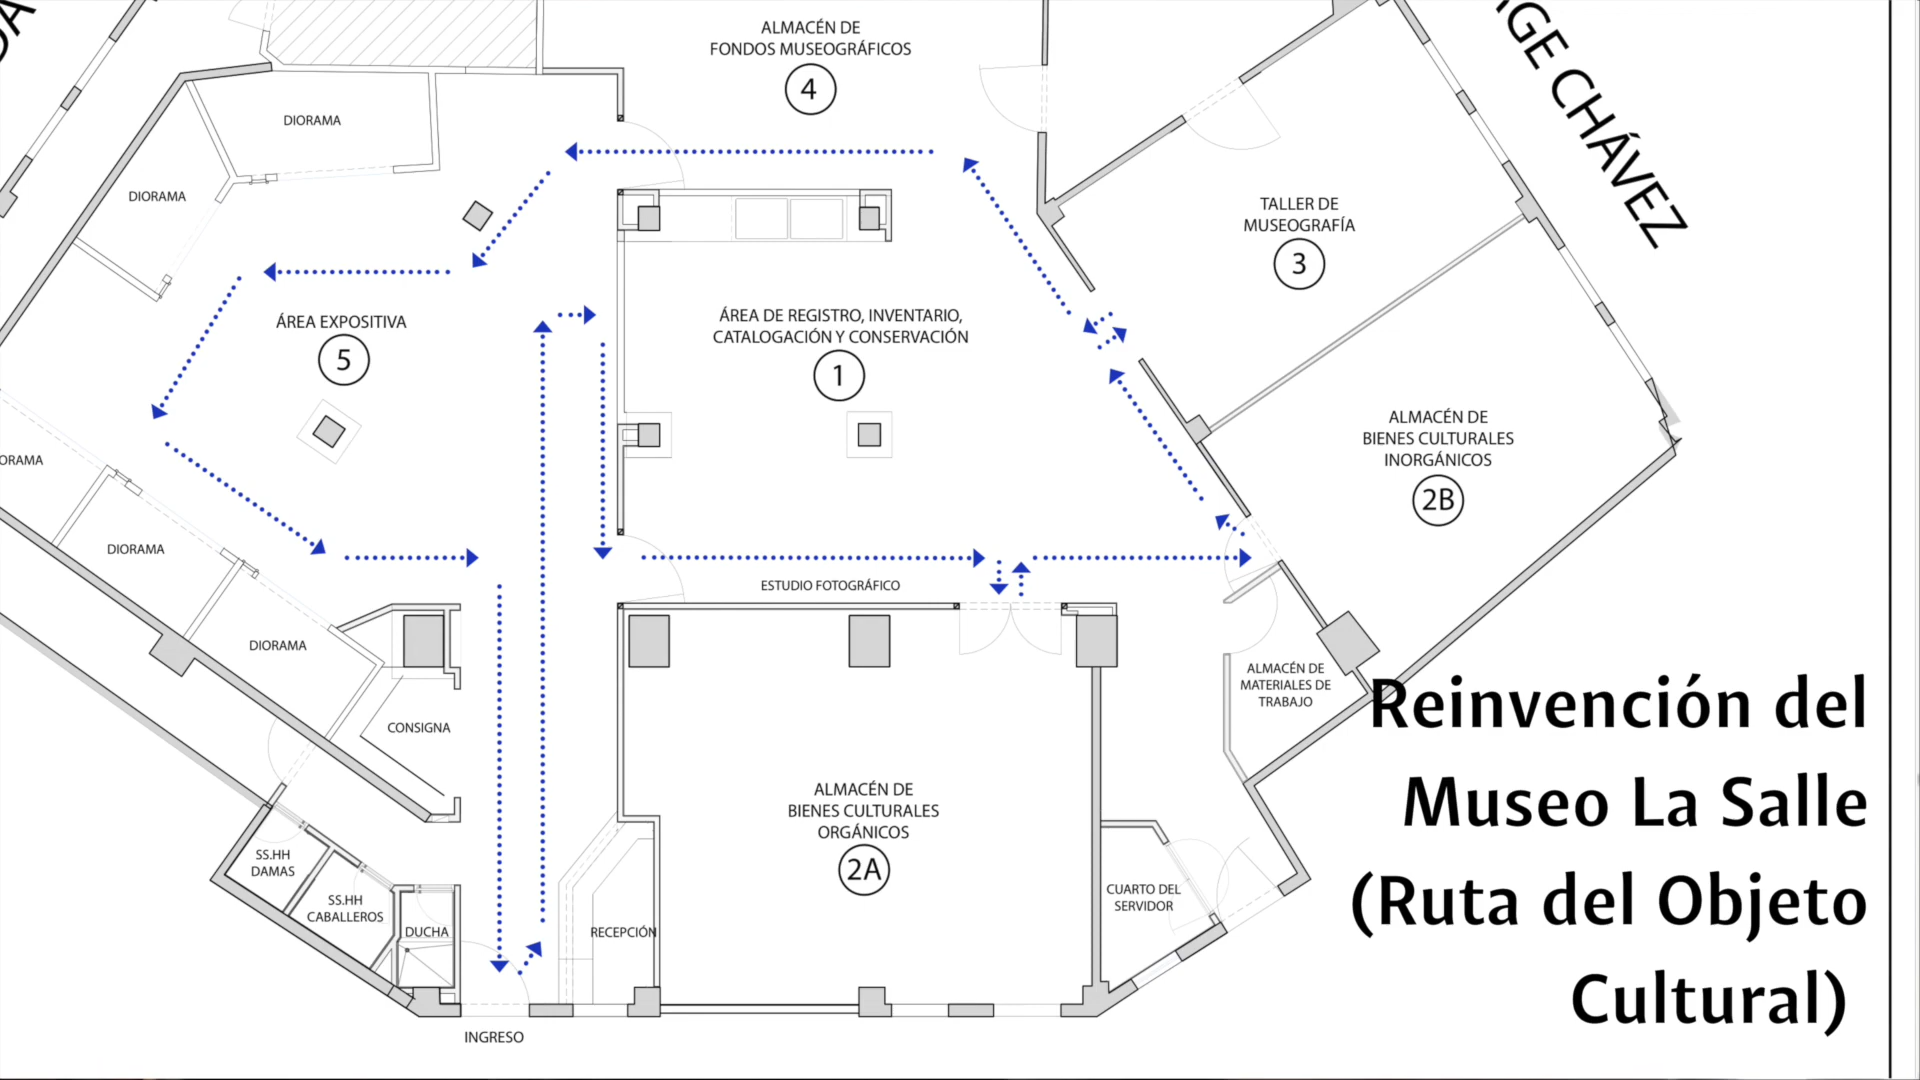 ALMACÉN DE
FONDOS MUSEOGRÁFICOS
4
DIORAMA
DIORAMA
TALLER DE
MUSEOGRAFÍA
3
ÁREA EXPOSITIVA
5
ÁREA DE REGISTRO, INVENTARIO,
CATALOGACIÓN Y CONSERVACIÓN
1
ALMACÉN DE
BIENES CULTURALES
INORGÁNICOS
2B
ORAMA
DIORAMA
DIORAMA
ESTUDIO FOTOGRÁFICO
CONSIGNA
ALMACÉN DE
MATERIALES DE
TRABAJO
ALMACÉN DE
BIENES CULTURALES
ORGÁNICOS
2A
SS.HH
DAMAS
SS.HH
CABALLEROS
DUCHA
RECEPCIÓN
CUARTO DEL
SERVIDOR
INGRESO
DA
RGE CHÁVEZ
Reinvención del
Museo La Salle
(Ruta del Objeto
Cultural)